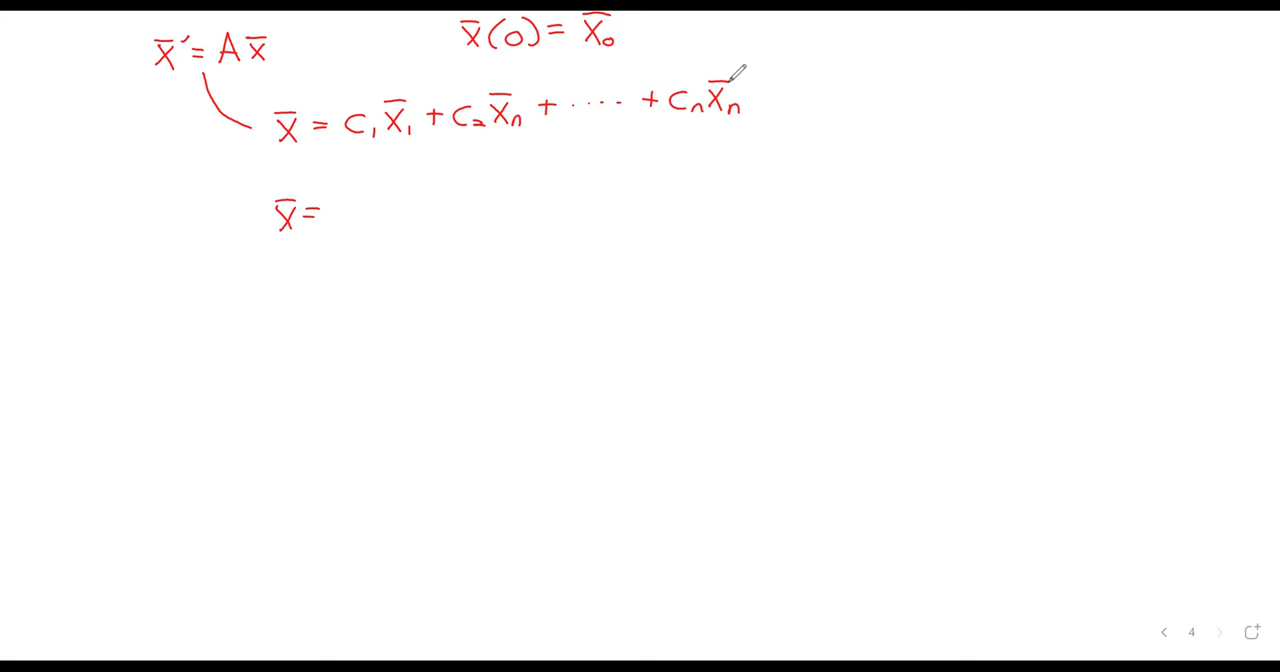 x̄′ = Ax̄
x̄(0) = x̄₀
x̄ = c₁x̄₁ + c₂x̄ₙ + ····· + cₙx̄ₙ
x̄ =
< 4 >